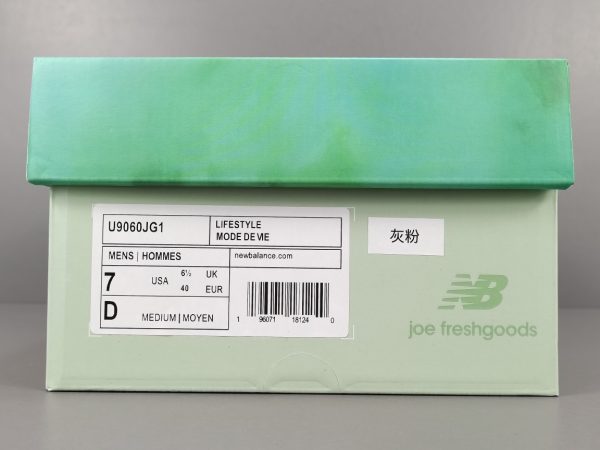 U9060JG1
LIFESTYLE
MODE DE VIE
MENS | HOMMES
newbalance.com
7 USA 6½ UK
40 EUR
D MEDIUM | MOYEN
1 96071 18124 0
灰粉
NB
joe freshgoods